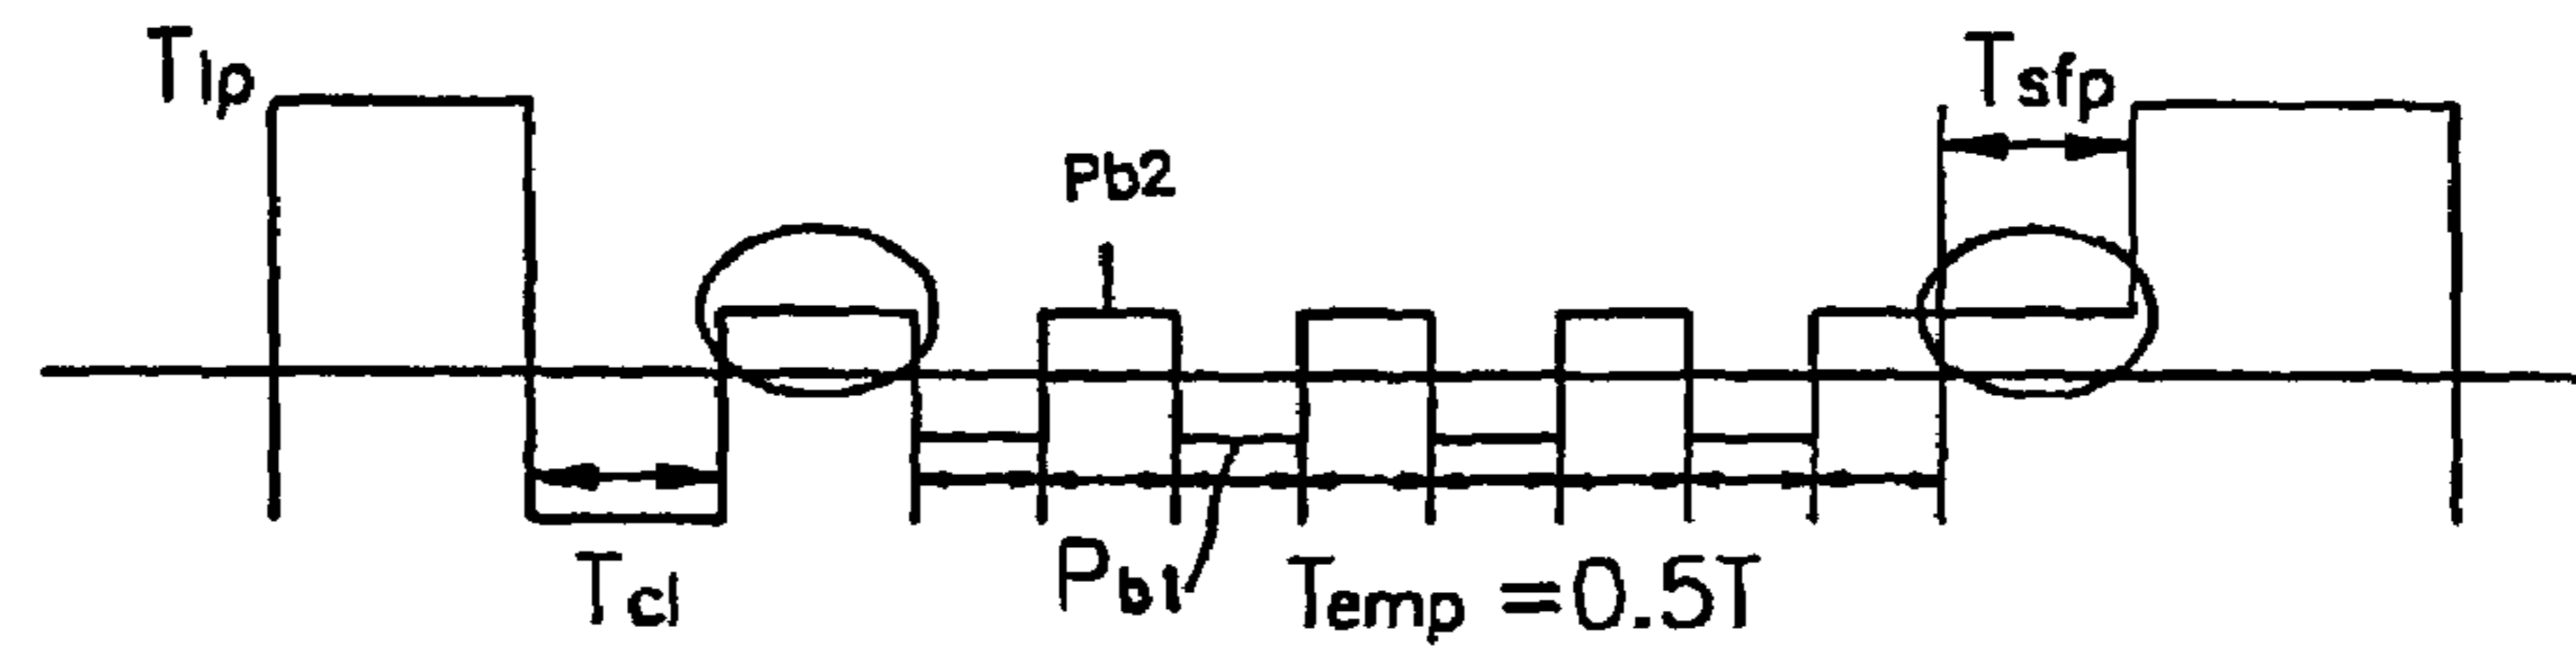 Tlp
Tsfp
Pb2
Tcl
Pb1
Temp =0.5T